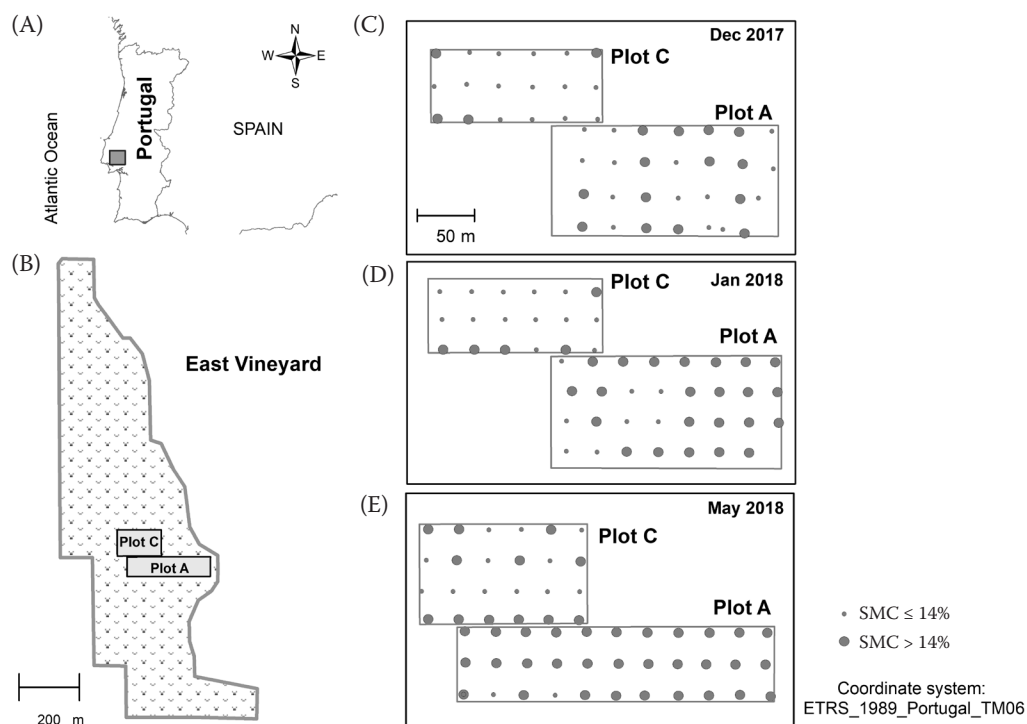 (A)
N
W
E
S
Atlantic Ocean
Portugal
SPAIN
(B)
East Vineyard
Plot C
Plot A
200 m
(C)
Dec 2017
Plot C
Plot A
50 m
(D)
Jan 2018
Plot C
Plot A
(E)
May 2018
Plot C
Plot A
SMC ≤ 14%
SMC > 14%
Coordinate system:
ETRS_1989_Portugal_TM06